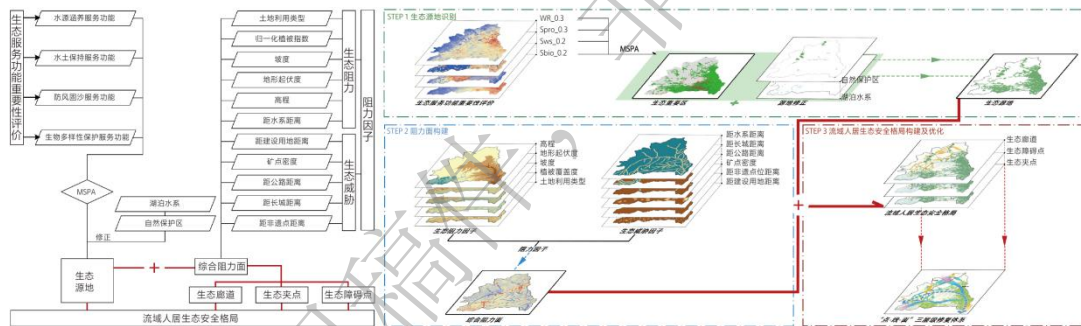 生态服务功能重要性评价
水源涵养服务功能
水土保持服务功能
防风固沙服务功能
生物多样性保护服务功能
MSPA
湖泊水系
自然保护区
修正
生态
源地
土地利用类型
归一化植被指数
坡度
地形起伏度
高程
距水系距离
距建设用地距离
矿点密度
距公路距离
距长城距离
距非遗点距离
生态阻力
生态威胁
阻力因子
+
综合阻力面
生态廊道
生态夹点
生态障碍点
流域人居生态安全格局
STEP 1 生态源地识别
WR_0.3
Spro_0.3
Sws_0.2
Sbio_0.2
生态服务功能重要性评价
MSPA
生态重要区
+
源地修正
自然保护区
湖泊水系
生态源地
STEP 2 阻力面构建
高程
地形起伏度
坡度
植被覆盖度
土地利用类型
生态阻力因子
距水系距离
距长城距离
距公路距离
矿点密度
距非遗点位距离
距建设用地距离
生态威胁因子
阻力因子
综合阻力面
+
STEP 3 流域人居生态安全格局构建及优化
生态廊道
生态障碍点
生态夹点
流域人居生态安全格局
"点-线-面"三层级修复体系